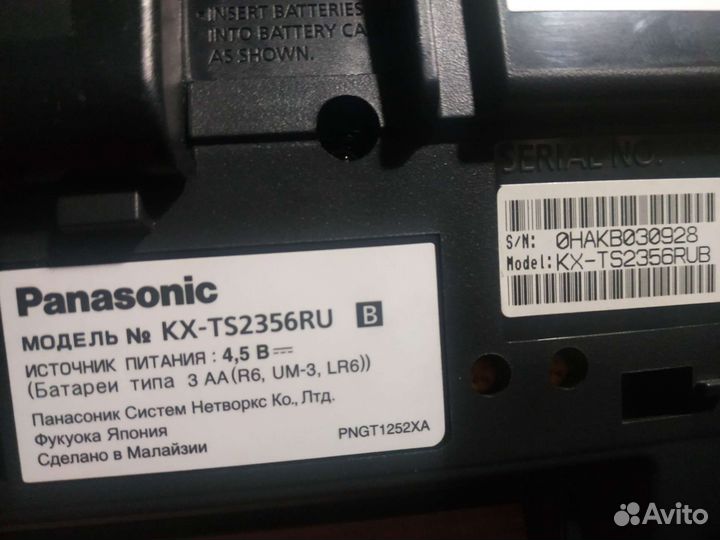 INSERT BATTERIES
INTO BATTERY CA
AS SHOWN.
SERIAL NO.
S/N: 0HAKB030928
Model: KX-TS2356RUB
Panasonic
МОДЕЛЬ № KX-TS2356RU B
ИСТОЧНИК ПИТАНИЯ : 4,5 В
(Батареи типа 3 AA (R6, UM-3, LR6))
Панасоник Систем Нетворкс Ко., Лтд.
Фукуока Япония
Сделано в Малайзии
PNGT1252XA
Avito